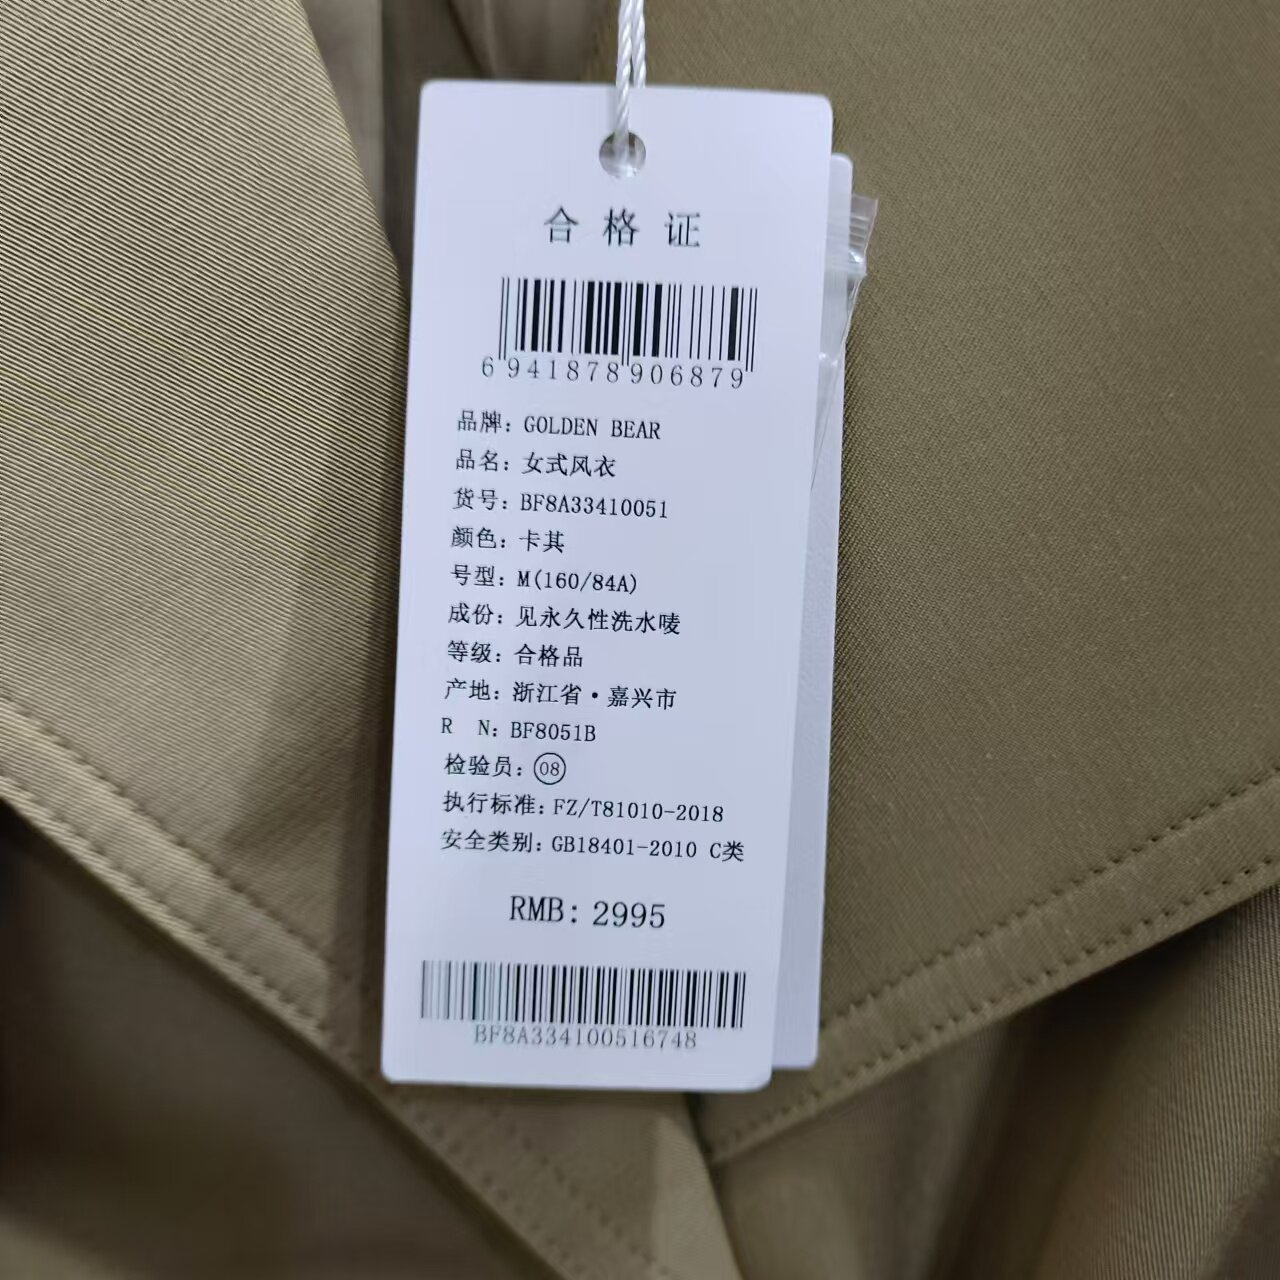 合格证
6941878906879
品牌: GOLDEN BEAR
品名: 女式风衣
货号: BF8A33410051
颜色: 卡其
号型: M(160/84A)
成份: 见永久性洗水唛
等级: 合格品
产地: 浙江省·嘉兴市
R N: BF8051B
检验员: 08
执行标准: FZ/T81010-2018
安全类别: GB18401-2010 C类
RMB: 2995
BF8A334100516748